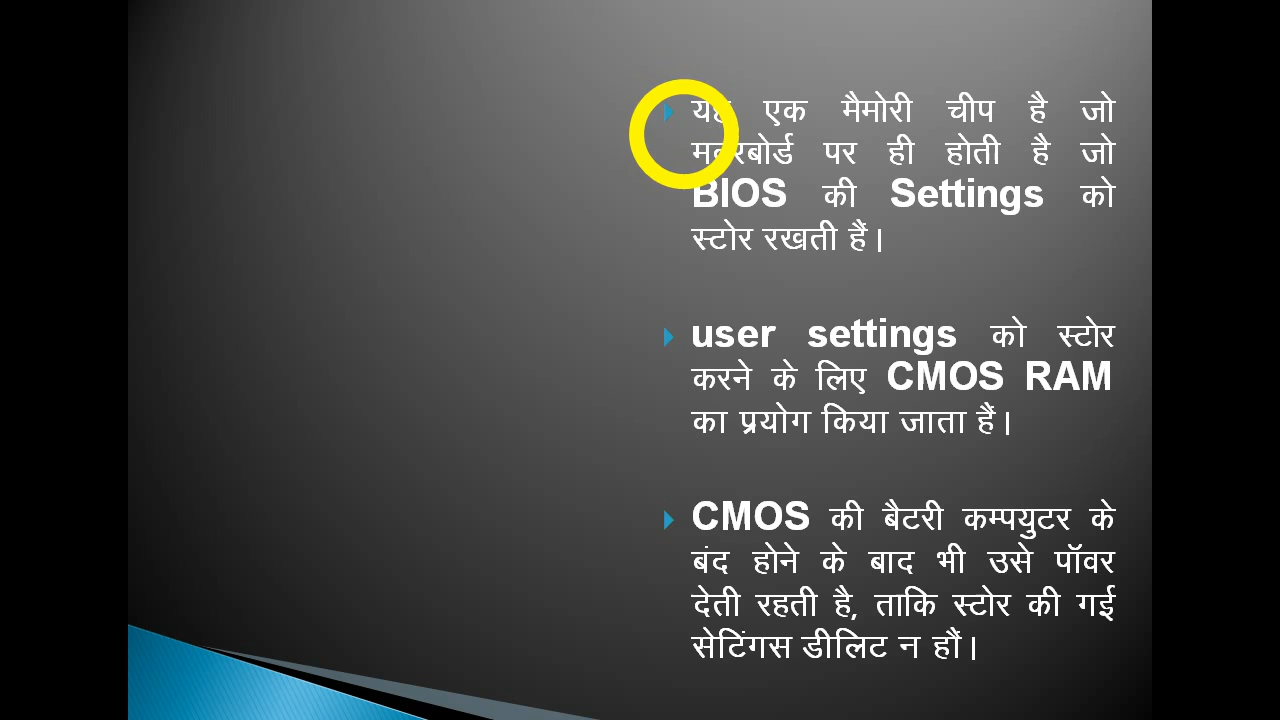 यह एक मैमोरी चीप है जो
मदरबोर्ड पर ही होती है जो
BIOS की Settings को
स्टोर रखती हैं।
user settings को स्टोर
करने के लिए CMOS RAM
का प्रयोग किया जाता हैं।
CMOS की बैटरी कम्पयुटर के
बंद होने के बाद भी उसे पॉवर
देती रहती है, ताकि स्टोर की गई
सेटिंगस डीलिट न हौं।